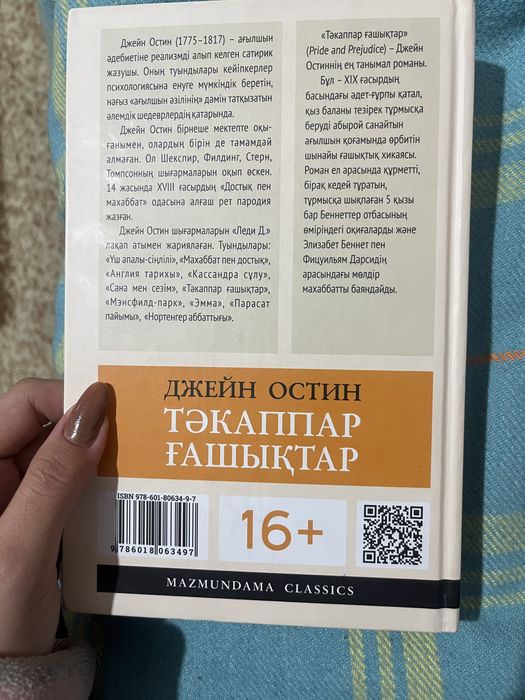 Джейн Остин (1775–1817) – ағылшын
әдебиетіне реализмді алып келген сатирик
жазушы. Оның туындылары кейіпкерлер
психологиясына енуге мүмкіндік беретін,
нағыз «ағылшын әзілінің» дәмін татқызатын
әлемдік шедеврлердің қатарында.
Джейн Остин бірнеше мектепте оқы-
ғанымен, олардың бірін де тамамдай
алмаған. Ол Шекспир, Филдинг, Стерн,
Томпсонның шығармаларын оқып өскен.
14 жасында XVIII ғасырдың «Достық пен
махаббат» одасына алғаш рет пародия
жазған.
Джейн Остин шығармаларын «Леди Д.»
лақап атымен жариялаған. Туындылары:
«Үш апалы-сіңлілі», «Махаббат пен достық»,
«Англия тарихы», «Кассандра сұлу»,
«Сана мен сезім», «Тәкаппар ғашықтар»,
«Мэнсфилд-парк», «Эмма», «Парасат
пайымы», «Нортенгер аббаттығы».
«Тәкаппар ғашықтар»
(Pride and Prejudice) – Джейн
Остиннің ең танымал романы.
Бұл – XIX ғасырдың
басындағы әдет-ғұрпы қатал,
қыз баланы тезірек тұрмысқа
беруді абырой санайтын
ағылшын қоғамында өрбитін
шынайы ғашықтық хикаясы.
Роман ел арасында құрметті,
бірақ кедей тұратын,
тұрмысқа шықпаған 5 қызы
бар Беннеттер отбасының
өміріндегі оқиғаларды және
Элизабет Беннет пен
Фицуильям Дарсидің
арасындағы мөлдір
махаббатты баяндайды.
ДЖЕЙН ОСТИН
ТӘКАППАР
ҒАШЫҚТАР
ISBN 978-601-80634-9-7
9 786018 063497
16+
MAZMUNDAMA CLASSICS